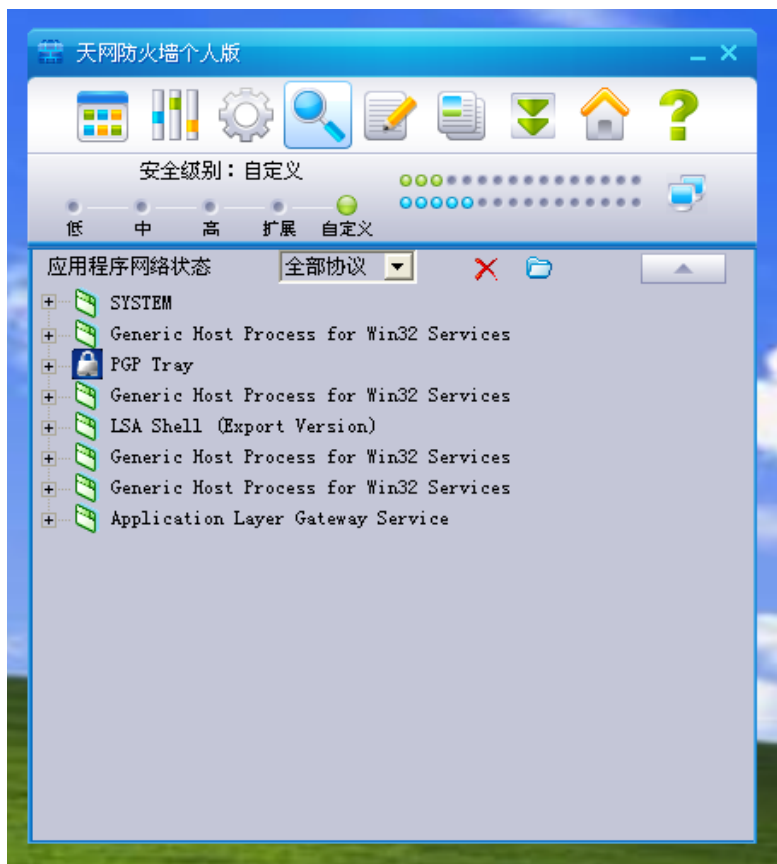 天网防火墙个人版
安全级别：自定义
低 中 高 扩展 自定义
应用程序网络状态 全部协议
SYSTEM
Generic Host Process for Win32 Services
PGP Tray
Generic Host Process for Win32 Services
LSA Shell (Export Version)
Generic Host Process for Win32 Services
Generic Host Process for Win32 Services
Application Layer Gateway Service